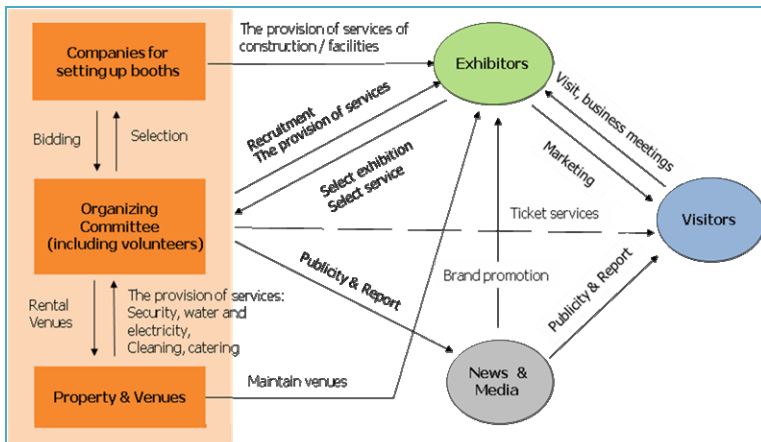 Companies for
setting up booths
The provision of services of
construction / facilities
Exhibitors
Bidding
Selection
Recruitment
The provision of services
Select exhibition
Select service
Visit, business meetings
Marketing
Organizing
Committee
(including volunteers)
Ticket services
Visitors
Publicity & Report
Brand promotion
Publicity & Report
Rental
Venues
The provision of services:
Security, water and
electricity,
Cleaning, catering
Property & Venues
Maintain venues
News &
Media